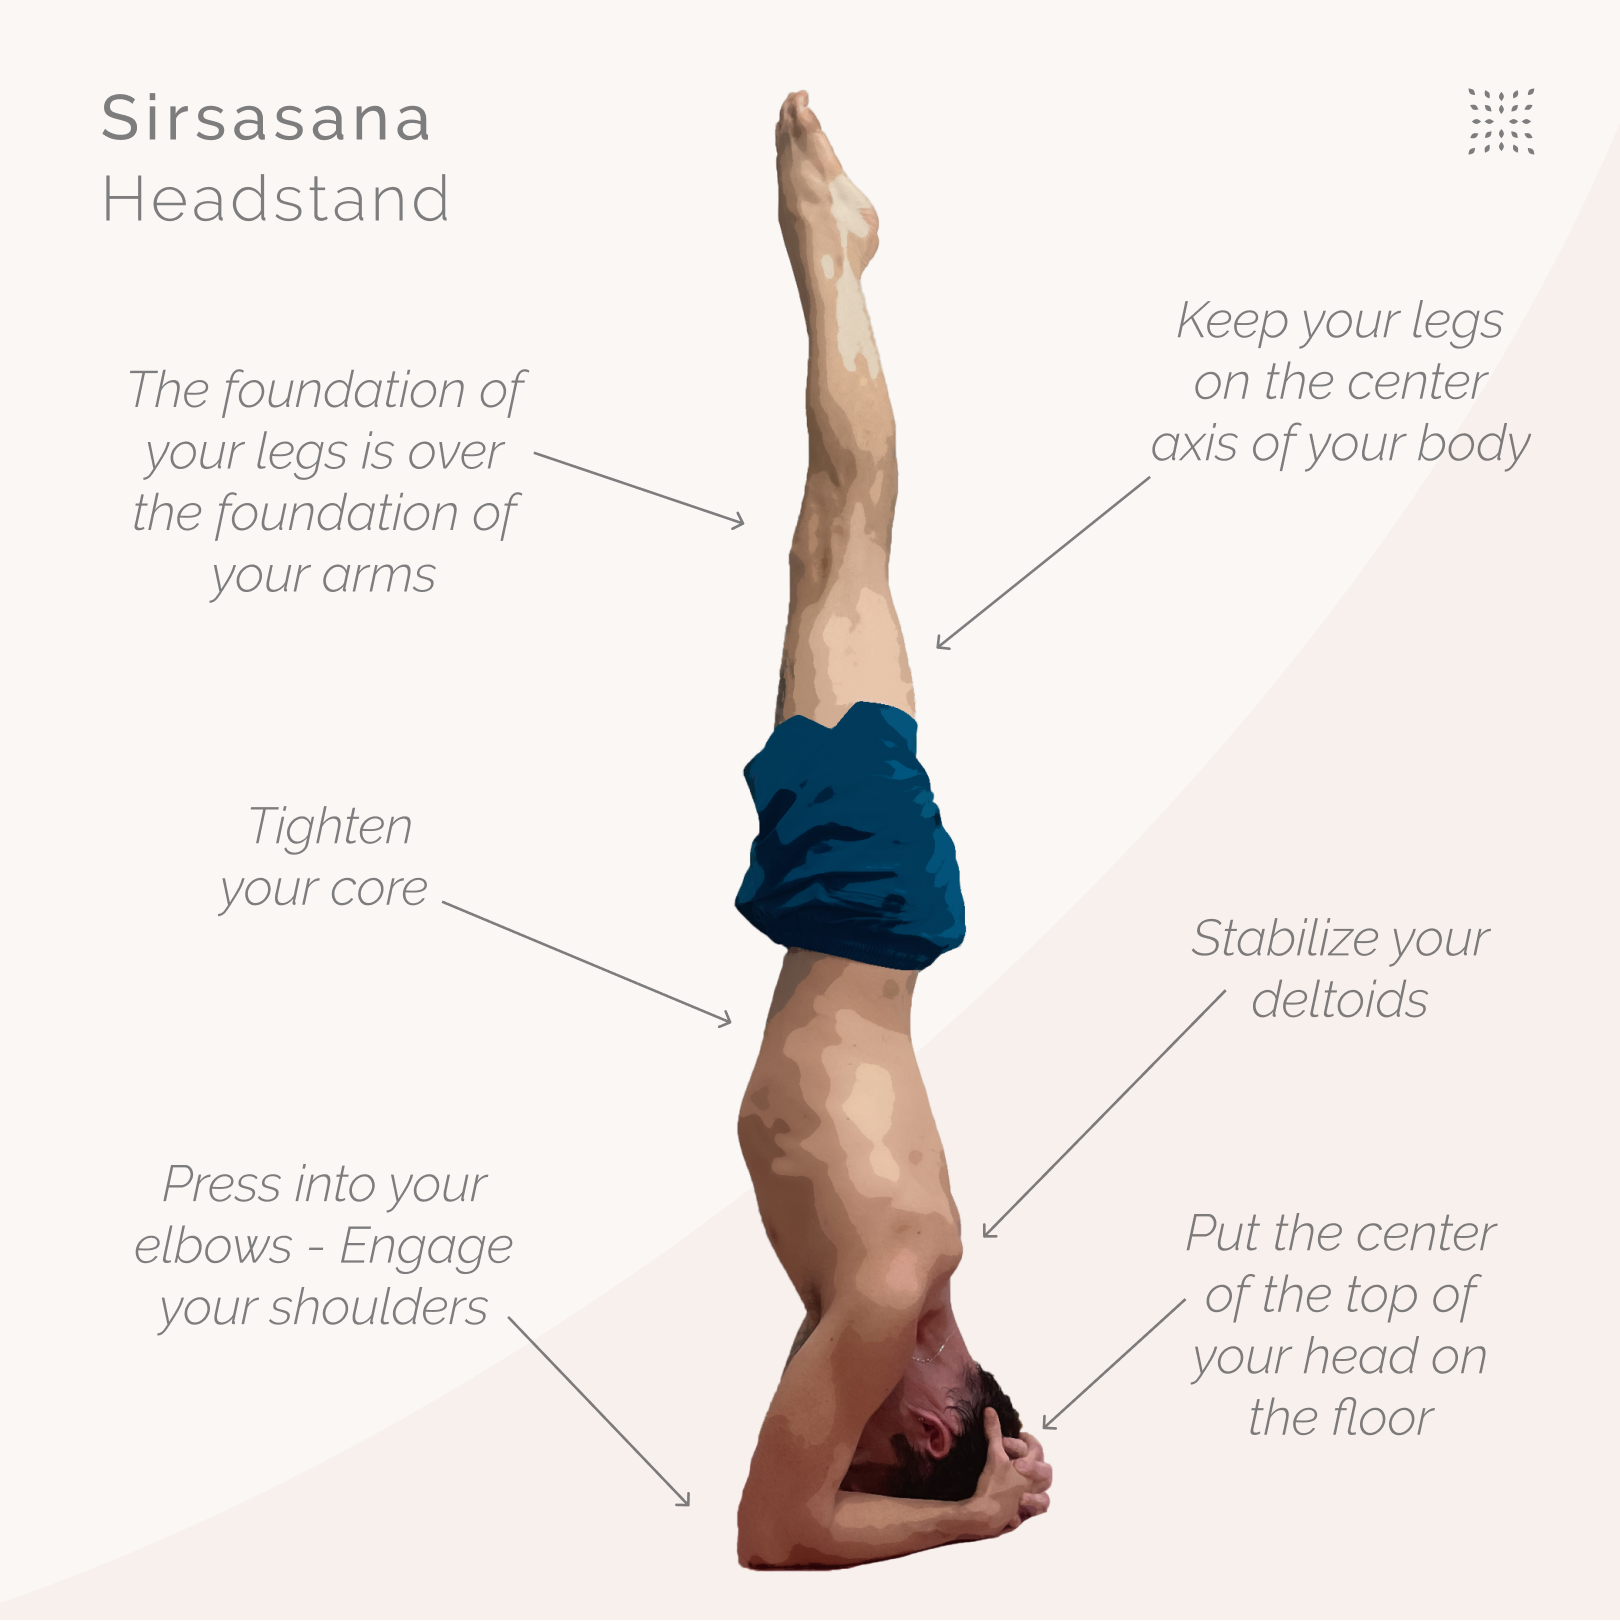 Sirsasana
Headstand
The foundation of
your legs is over
the foundation of
your arms
Keep your legs
on the center
axis of your body
Tighten
your core
Stabilize your
deltoids
Press into your
elbows - Engage
your shoulders
Put the center
of the top of
your head on
the floor